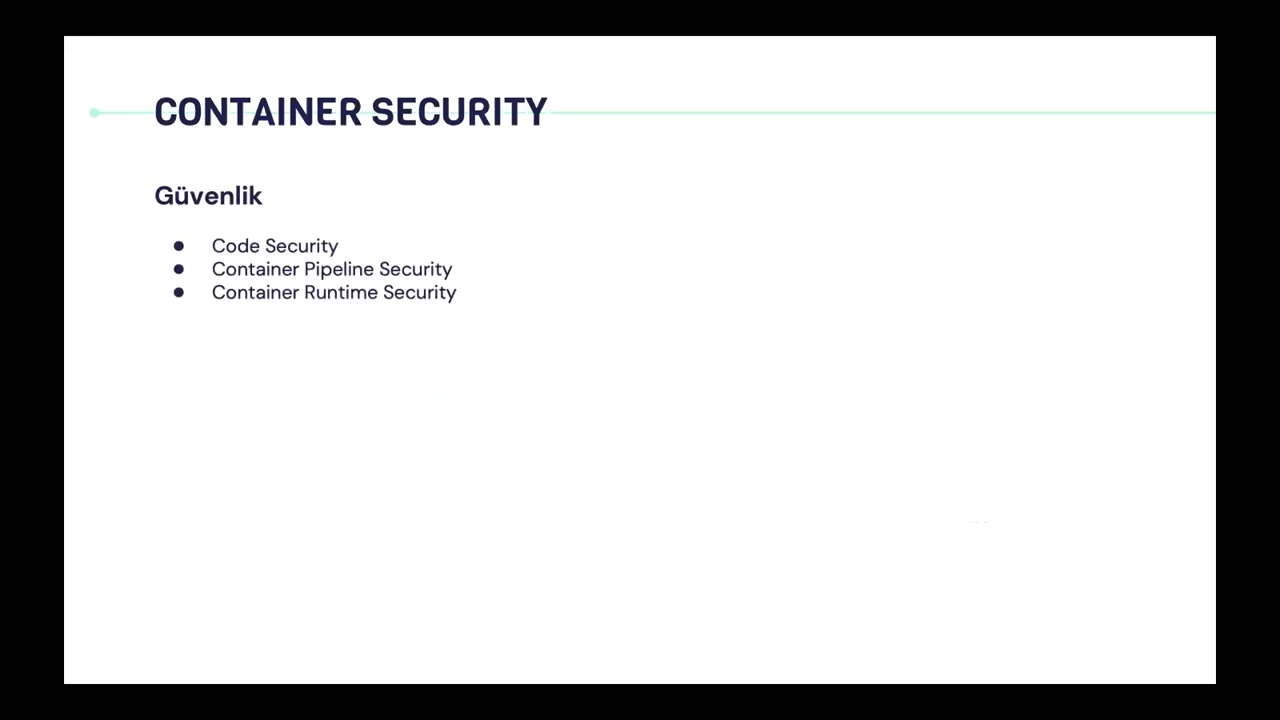 CONTAINER SECURITY
Güvenlik
● Code Security
● Container Pipeline Security
● Container Runtime Security